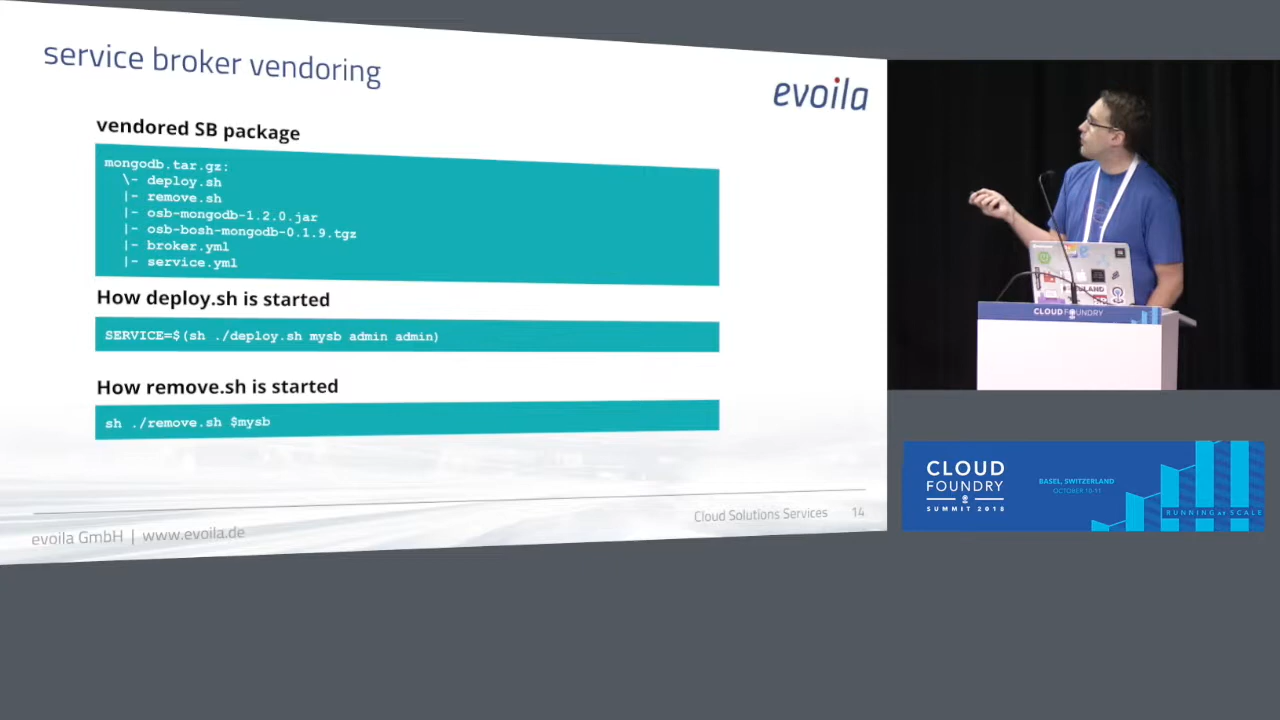 service broker vendoring
evoila
vendored SB package
mongodb.tar.gz:
\- deploy.sh
|- remove.sh
|- osb-mongodb-1.2.0.jar
|- osb-bosh-mongodb-0.1.9.tgz
|- broker.yml
|- service.yml
How deploy.sh is started
SERVICE=$(sh ./deploy.sh mysb admin admin)
How remove.sh is started
sh ./remove.sh $mysb
evoila GmbH | www.evoila.de
Cloud Solutions Services 14
CLOUD FOUNDRY
CLOUD
FOUNDRY
SUMMIT 2018
BASEL, SWITZERLAND
OCTOBER 10-11
RUNNING AT SCALE